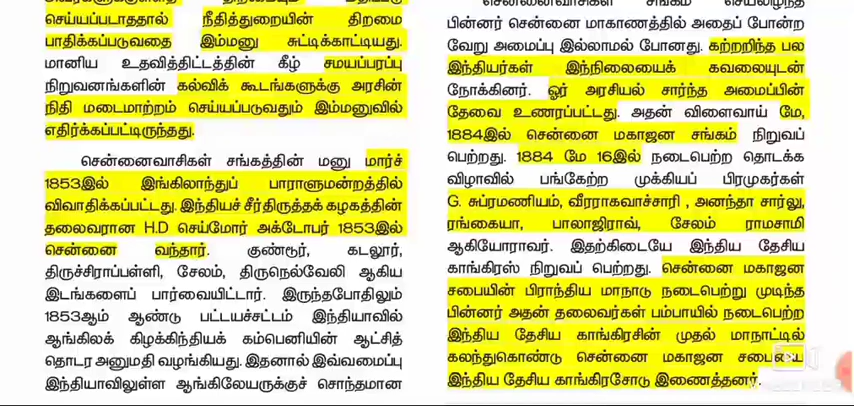 செய்யப்படாததால் நீதித்துறையின் திறமை
பாதிக்கப்படுவதை இம்மனு சுட்டிக்காட்டியது.
மானிய உதவித்திட்டத்தின் கீழ் சமயப்பரப்பு
நிறுவனங்களின் கல்விக் கூடங்களுக்கு அரசின்
நிதி மடைமாற்றம் செய்யப்படுவதும் இம்மனுவில்
எதிர்க்கப்பட்டிருந்தது.
சென்னைவாசிகள் சங்கத்தின் மனு மார்ச்
1853இல் இங்கிலாந்துப் பாராளுமன்றத்தில்
விவாதிக்கப்பட்டது. இந்தியச் சீர்திருத்தக் கழகத்தின்
தலைவரான H.D செய்மோர் அக்டோபர் 1853இல்
சென்னை வந்தார். குண்டூர், கடலூர்,
திருச்சிராப்பள்ளி, சேலம், திருநெல்வேலி ஆகிய
இடங்களைப் பார்வையிட்டார். இருந்தபோதிலும்
1853ஆம் ஆண்டு பட்டயச்சட்டம் இந்தியாவில்
ஆங்கிலக் கிழக்கிந்தியக் கம்பெனியின் ஆட்சித்
தொடர அனுமதி வழங்கியது. இதனால் இவ்வமைப்பு
இந்தியாவிலுள்ள ஆங்கிலேயருக்குச் சொந்தமான
சென்னைவாசிகள் சங்கம் செயலிழந்த
பின்னர் சென்னை மாகாணத்தில் அதைப் போன்ற
வேறு அமைப்பு இல்லாமல் போனது. கற்றறிந்த பல
இந்தியர்கள் இந்நிலையைக் கவலையுடன்
நோக்கினர். ஓர் அரசியல் சார்ந்த அமைப்பின்
தேவை உணரப்பட்டது. அதன் விளைவாய் மே,
1884இல் சென்னை மகாஜன சங்கம் நிறுவப்
பெற்றது. 1884 மே 16இல் நடைபெற்ற தொடக்க
விழாவில் பங்கேற்ற முக்கியப் பிரமுகர்கள்
G. சுப்ரமணியம், வீரராகவாச்சாரி , அனந்தா சார்லு,
ரங்கையா, பாலாஜிராவ், சேலம் ராமசாமி
ஆகியோராவர். இதற்கிடையே இந்திய தேசிய
காங்கிரஸ் நிறுவப் பெற்றது. சென்னை மகாஜன
சபையின் பிராந்திய மாநாடு நடைபெற்று முடிந்த
பின்னர் அதன் தலைவர்கள் பம்பாயில் நடைபெற்ற
இந்திய தேசிய காங்கிரசின் முதல் மாநாட்டில்
கலந்துகொண்டு சென்னை மகாஜன சபையை
இந்திய தேசிய காங்கிரசோடு இணைத்தனர்.